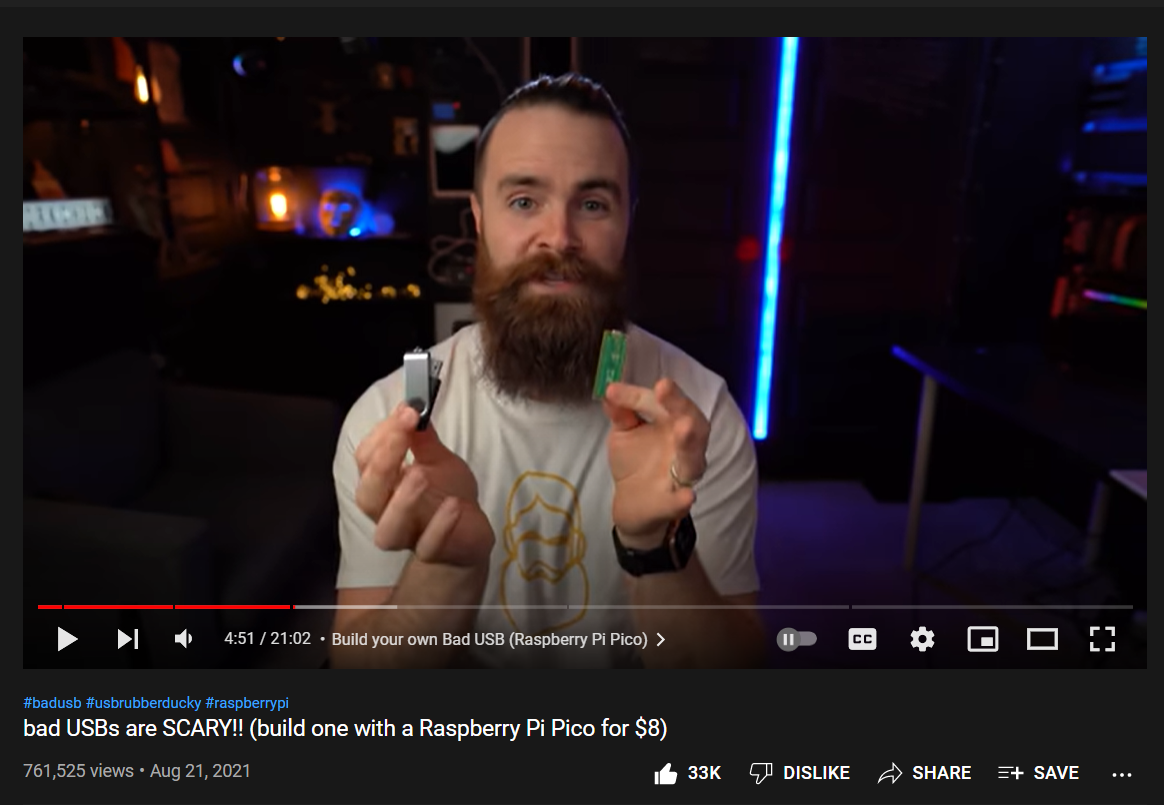 4:51 / 21:02 • Build your own Bad USB (Raspberry Pi Pico)
CC
#badusb #usbrubberducky #raspberrypi
bad USBs are SCARY!! (build one with a Raspberry Pi Pico for $8)
761,525 views • Aug 21, 2021
33K DISLIKE SHARE SAVE